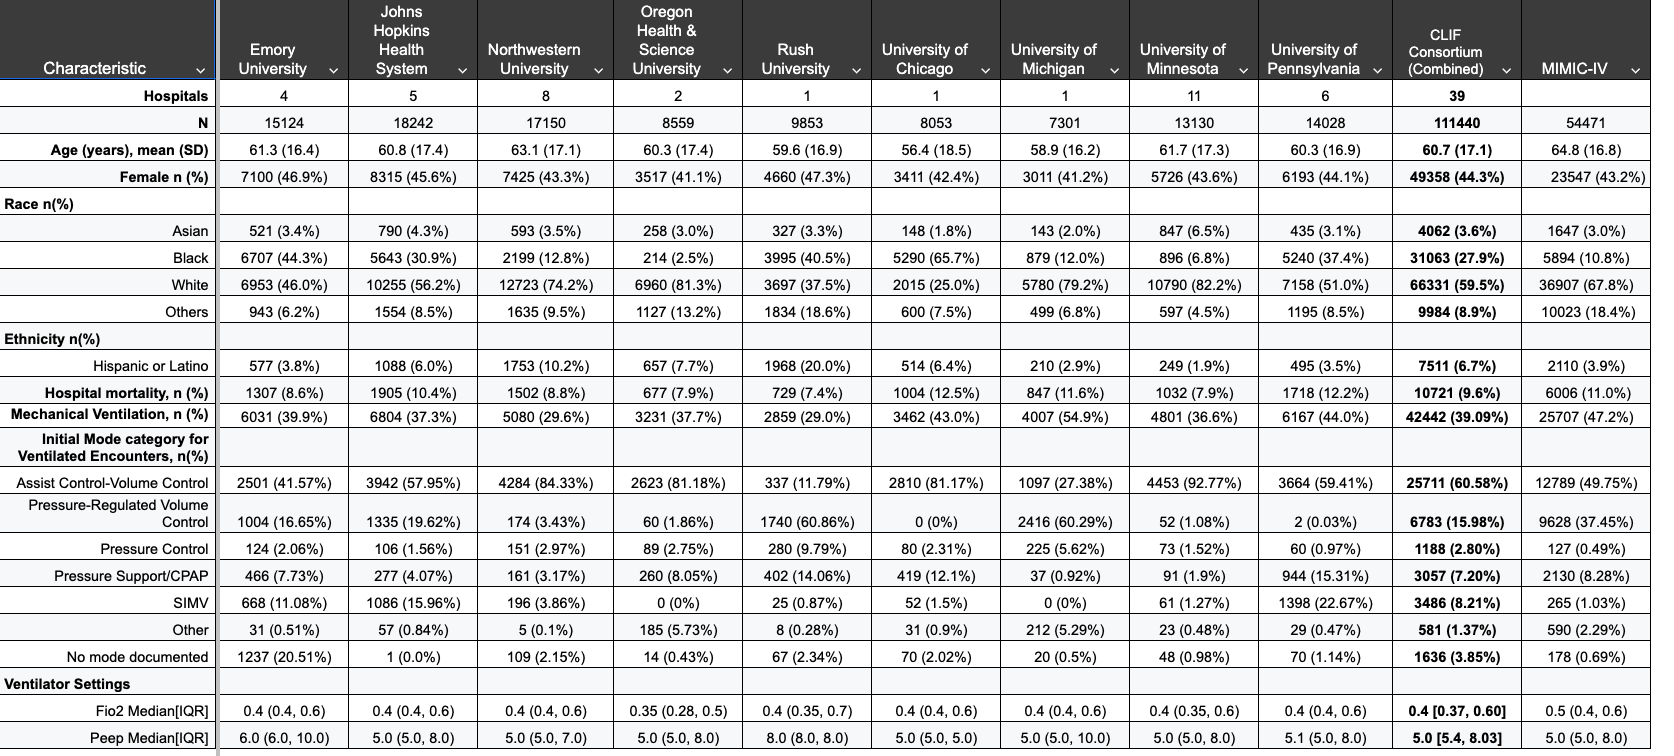 Characteristic Emory University Johns Hopkins Health System Northwestern University Oregon Health & Science University Rush University University of Chicago University of Michigan University of Minnesota University of Pennsylvania CLIF Consortium (Combined) MIMIC-IV
Hospitals 4 5 8 2 1 1 1 11 6 39
N 15124 18242 17150 8559 9853 8053 7301 13130 14028 111440 54471
Age (years), mean (SD) 61.3 (16.4) 60.8 (17.4) 63.1 (17.1) 60.3 (17.4) 59.6 (16.9) 56.4 (18.5) 58.9 (16.2) 61.7 (17.3) 60.3 (16.9) 60.7 (17.1) 64.8 (16.8)
Female n (%) 7100 (46.9%) 8315 (45.6%) 7425 (43.3%) 3517 (41.1%) 4660 (47.3%) 3411 (42.4%) 3011 (41.2%) 5726 (43.6%) 6193 (44.1%) 49358 (44.3%) 23547 (43.2%)
Race n(%)
Asian 521 (3.4%) 790 (4.3%) 593 (3.5%) 258 (3.0%) 327 (3.3%) 148 (1.8%) 143 (2.0%) 847 (6.5%) 435 (3.1%) 4062 (3.6%) 1647 (3.0%)
Black 6707 (44.3%) 5643 (30.9%) 2199 (12.8%) 214 (2.5%) 3995 (40.5%) 5290 (65.7%) 879 (12.0%) 896 (6.8%) 5240 (37.4%) 31063 (27.9%) 5894 (10.8%)
White 6953 (46.0%) 10255 (56.2%) 12723 (74.2%) 6960 (81.3%) 3697 (37.5%) 2015 (25.0%) 5780 (79.2%) 10790 (82.2%) 7158 (51.0%) 66331 (59.5%) 36907 (67.8%)
Others 943 (6.2%) 1554 (8.5%) 1635 (9.5%) 1127 (13.2%) 1834 (18.6%) 600 (7.5%) 499 (6.8%) 597 (4.5%) 1195 (8.5%) 9984 (8.9%) 10023 (18.4%)
Ethnicity n(%)
Hispanic or Latino 577 (3.8%) 1088 (6.0%) 1753 (10.2%) 657 (7.7%) 1968 (20.0%) 514 (6.4%) 210 (2.9%) 249 (1.9%) 495 (3.5%) 7511 (6.7%) 2110 (3.9%)
Hospital mortality, n (%) 1307 (8.6%) 1905 (10.4%) 1502 (8.8%) 677 (7.9%) 729 (7.4%) 1004 (12.5%) 847 (11.6%) 1032 (7.9%) 1718 (12.2%) 10721 (9.6%) 6006 (11.0%)
Mechanical Ventilation, n (%) 6031 (39.9%) 6804 (37.3%) 5080 (29.6%) 3231 (37.7%) 2859 (29.0%) 3462 (43.0%) 4007 (54.9%) 4801 (36.6%) 6167 (44.0%) 42442 (39.09%) 25707 (47.2%)
Initial Mode category for
Ventilated Encounters, n(%)
Assist Control-Volume Control 2501 (41.57%) 3942 (57.95%) 4284 (84.33%) 2623 (81.18%) 337 (11.79%) 2810 (81.17%) 1097 (27.38%) 4453 (92.77%) 3664 (59.41%) 25711 (60.58%) 12789 (49.75%)
Pressure-Regulated Volume
Control 1004 (16.65%) 1335 (19.62%) 174 (3.43%) 60 (1.86%) 1740 (60.86%) 0 (0%) 2416 (60.29%) 52 (1.08%) 2 (0.03%) 6783 (15.98%) 9628 (37.45%)
Pressure Control 124 (2.06%) 106 (1.56%) 151 (2.97%) 89 (2.75%) 280 (9.79%) 80 (2.31%) 225 (5.62%) 73 (1.52%) 60 (0.97%) 1188 (2.80%) 127 (0.49%)
Pressure Support/CPAP 466 (7.73%) 277 (4.07%) 161 (3.17%) 260 (8.05%) 402 (14.06%) 419 (12.1%) 37 (0.92%) 91 (1.9%) 944 (15.31%) 3057 (7.20%) 2130 (8.28%)
SIMV 668 (11.08%) 1086 (15.96%) 196 (3.86%) 0 (0%) 25 (0.87%) 52 (1.5%) 0 (0%) 61 (1.27%) 1398 (22.67%) 3486 (8.21%) 265 (1.03%)
Other 31 (0.51%) 57 (0.84%) 5 (0.1%) 185 (5.73%) 8 (0.28%) 31 (0.9%) 212 (5.29%) 23 (0.48%) 29 (0.47%) 581 (1.37%) 590 (2.29%)
No mode documented 1237 (20.51%) 1 (0.0%) 109 (2.15%) 14 (0.43%) 67 (2.34%) 70 (2.02%) 20 (0.5%) 48 (0.98%) 70 (1.14%) 1636 (3.85%) 178 (0.69%)
Ventilator Settings
Fio2 Median[IQR] 0.4 (0.4, 0.6) 0.4 (0.4, 0.6) 0.4 (0.4, 0.6) 0.35 (0.28, 0.5) 0.4 (0.35, 0.7) 0.4 (0.4, 0.6) 0.4 (0.4, 0.6) 0.4 (0.35, 0.6) 0.4 (0.4, 0.6) 0.4 [0.37, 0.60] 0.5 (0.4, 0.6)
Peep Median[IQR] 6.0 (6.0, 10.0) 5.0 (5.0, 8.0) 5.0 (5.0, 7.0) 5.0 (5.0, 8.0) 8.0 (8.0, 8.0) 5.0 (5.0, 5.0) 5.0 (5.0, 10.0) 5.0 (5.0, 8.0) 5.1 (5.0, 8.0) 5.0 [5.4, 8.03] 5.0 (5.0, 8.0)